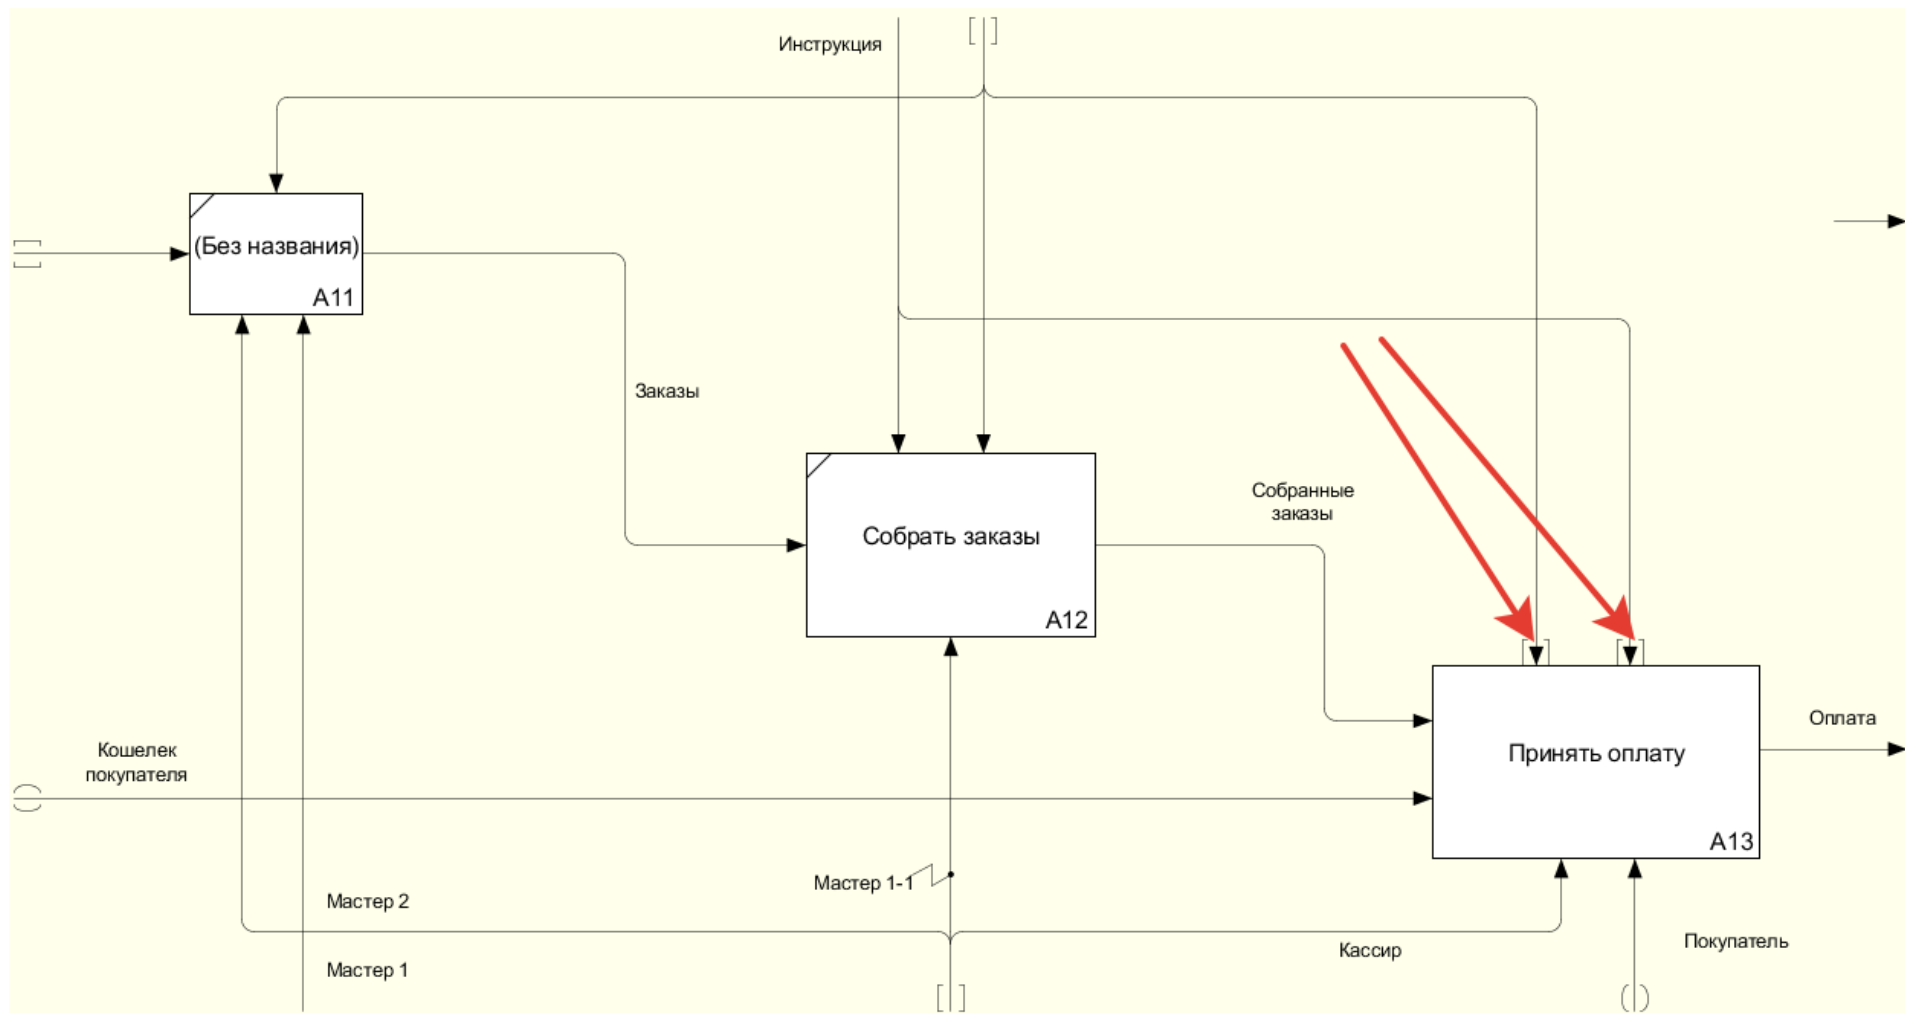 Инструкция
(Без названия)
A11
Заказы
Собрать заказы
A12
Собранные
заказы
Принять оплату
A13
Оплата
Кошелек
покупателя
Мастер 1-1
Мастер 2
Мастер 1
Кассир
Покупатель